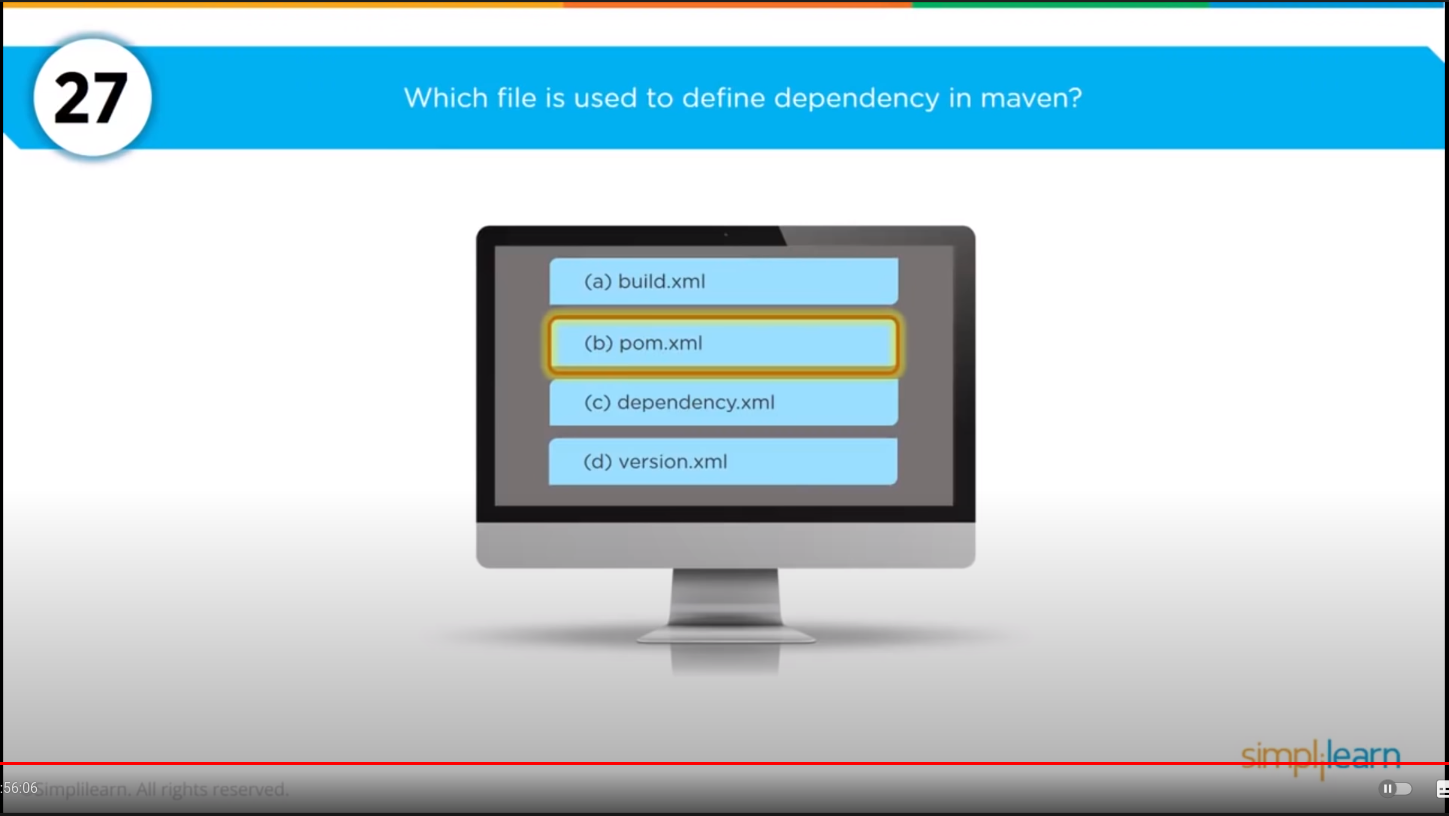 27
Which file is used to define dependency in maven?
(a) build.xml
(b) pom.xml
(c) dependency.xml
(d) version.xml
simplilearn
:56:06
Simplilearn. All rights reserved.